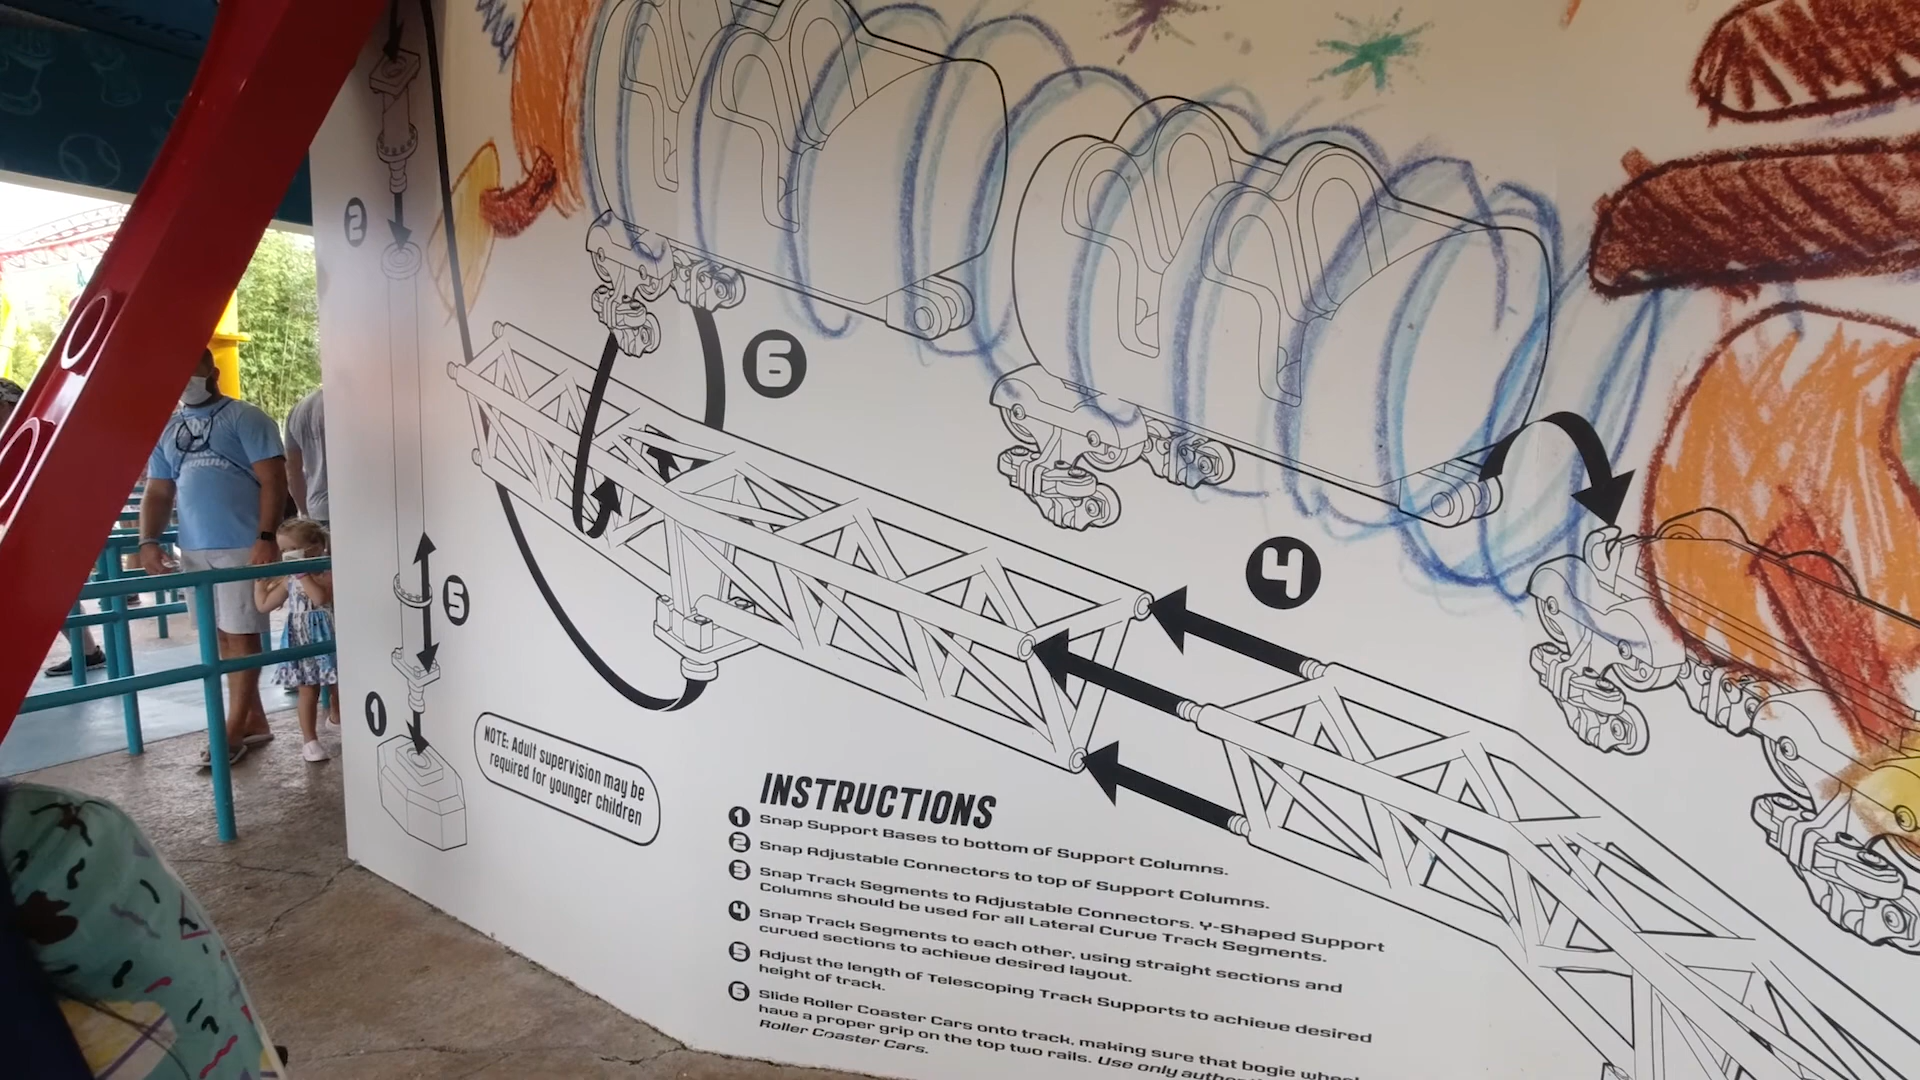 2
5
1
6
4
NOTE: Adult supervision may be
required for younger children
INSTRUCTIONS
1 Snap Support Bases to bottom of Support Columns.
2 Snap Adjustable Connectors to top of Support Columns.
3 Snap Track Segments to Adjustable Connectors. Y-Shaped Support
Columns should be used for all Lateral Curve Track Segments.
4 Snap Track Segments to each other, using straight sections and
curved sections to achieve desired layout.
5 Adjust the length of Telescoping Track Supports to achieve desired
height of track.
6 Slide Roller Coaster Cars onto track, making sure that bogie
have a proper grip on the top two rails. Use only
Roller Coaster Cars.